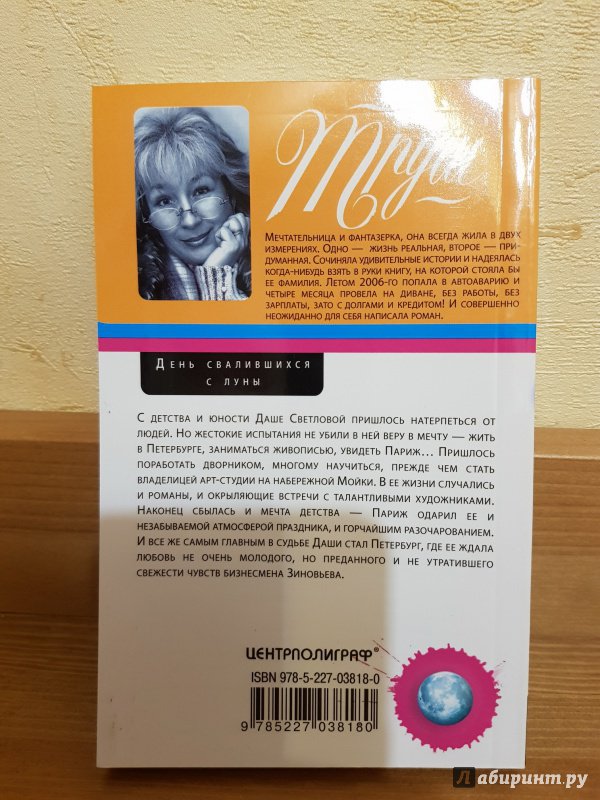 Труш
Мечтательница и фантазерка, она всегда жила в двух
измерениях. Одно — жизнь реальная, второе — при-
думанная. Сочиняла удивительные истории и надеялась
когда-нибудь взять в руки книгу, на которой стояла бы
ее фамилия. Летом 2006-го попала в автоаварию и
четыре месяца провела на диване, без работы, без
зарплаты, зато с долгами и кредитом! И совершенно
неожиданно для себя написала роман.
День свалившихся
с луны
С детства и юности Даше Светловой пришлось натерпеться от
людей. Но жестокие испытания не убили в ней веру в мечту — жить
в Петербурге, заниматься живописью, увидеть Париж... Пришлось
поработать дворником, многому научиться, прежде чем стать
владелицей арт-студии на набережной Мойки. В ее жизни случались
и романы, и окрыляющие встречи с талантливыми художниками.
Наконец сбылась и мечта детства — Париж одарил ее и
незабываемой атмосферой праздника, и горчайшим разочарованием.
И все же самым главным в судьбе Даши стал Петербург, где ее ждала
любовь не очень молодого, но преданного и не утратившего
свежести чувств бизнесмена Зиновьева.
ЦЕНТРПОЛИГРАФ®
ISBN 978-5-227-03818-0
9 785227 038180
Лабиринт.ру